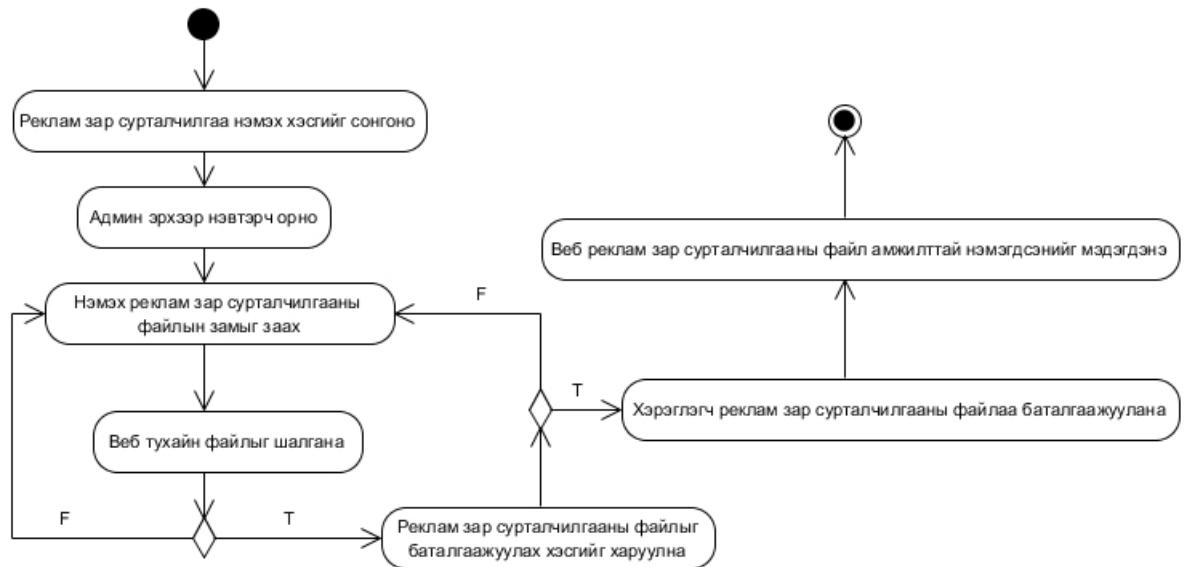 Реклам зар сурталчилгаа нэмэх хэсгийг сонгоно
Админ эрхээр нэвтэрч орно
Нэмэх реклам зар сурталчилгааны
файлын замыг заах
Веб тухайн файлыг шалгана
F
T
Реклам зар сурталчилгааны файлыг
баталгаажуулах хэсгийг харуулна
F
T
Хэрэглэгч реклам зар сурталчилгааны файлаа баталгаажуулана
Веб реклам зар сурталчилгааны файл амжилттай нэмэгдсэнийг мэдэгдэнэ